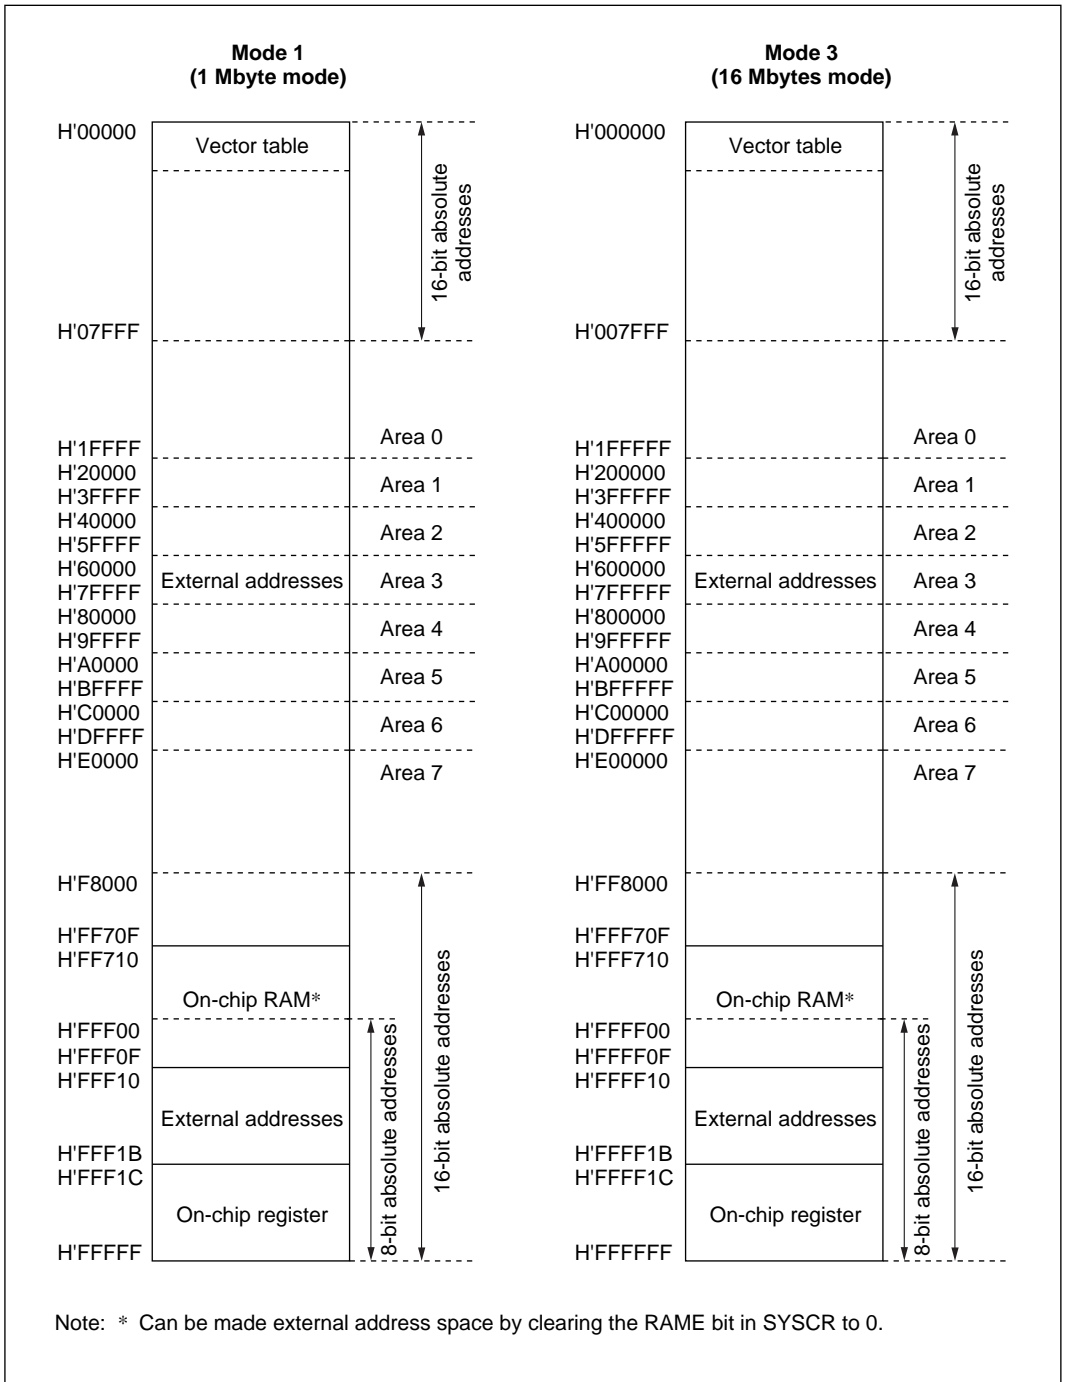 Mode 1
(1 Mbyte mode)
H'00000
Vector table
16-bit absolute
addresses
H'07FFF
H'1FFFF
Area 0
H'20000
H'3FFFF
Area 1
H'40000
H'5FFFF
Area 2
H'60000
H'7FFFF
External addresses
Area 3
H'80000
H'9FFFF
Area 4
H'A0000
H'BFFFF
Area 5
H'C0000
H'DFFFF
Area 6
H'E0000
Area 7
H'F8000
H'FF70F
H'FF710
On-chip RAM*
H'FFF00
H'FFF0F
H'FFF10
External addresses
H'FFF1B
H'FFF1C
On-chip register
H'FFFFF
8-bit absolute addresses
16-bit absolute addresses
Mode 3
(16 Mbytes mode)
H'000000
Vector table
16-bit absolute
addresses
H'007FFF
H'1FFFFF
Area 0
H'200000
H'3FFFFF
Area 1
H'400000
H'5FFFFF
Area 2
H'600000
H'7FFFFF
External addresses
Area 3
H'800000
H'9FFFFF
Area 4
H'A00000
H'BFFFFF
Area 5
H'C00000
H'DFFFFF
Area 6
H'E00000
Area 7
H'FF8000
H'FFF70F
H'FFF710
On-chip RAM*
H'FFFF00
H'FFFF0F
H'FFFF10
External addresses
H'FFFF1B
H'FFFF1C
On-chip register
H'FFFFFF
8-bit absolute addresses
16-bit absolute addresses
Note: * Can be made external address space by clearing the RAME bit in SYSCR to 0.